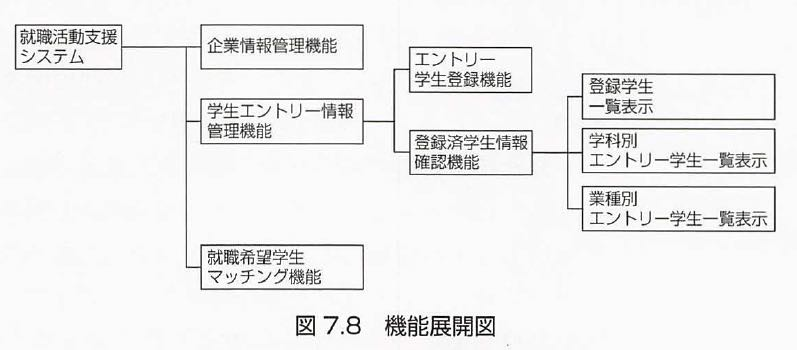 就職活動支援
システム
企業情報管理機能
学生エントリー情報
管理機能
就職希望学生
マッチング機能
エントリー
学生登録機能
登録済学生情報
確認機能
登録学生
一覧表示
学科別
エントリー学生一覧表示
業種別
エントリー学生一覧表示
図 7.8 機能展開図